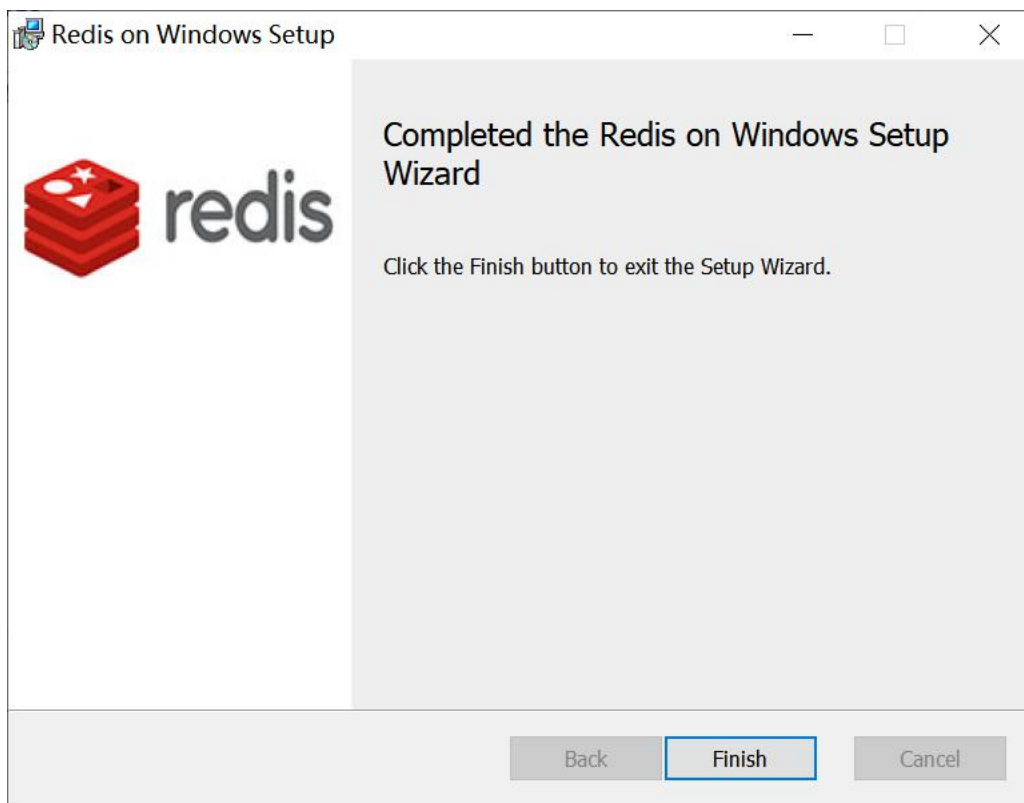 Redis on Windows Setup
redis
Completed the Redis on Windows Setup
Wizard
Click the Finish button to exit the Setup Wizard.
Back
Finish
Cancel